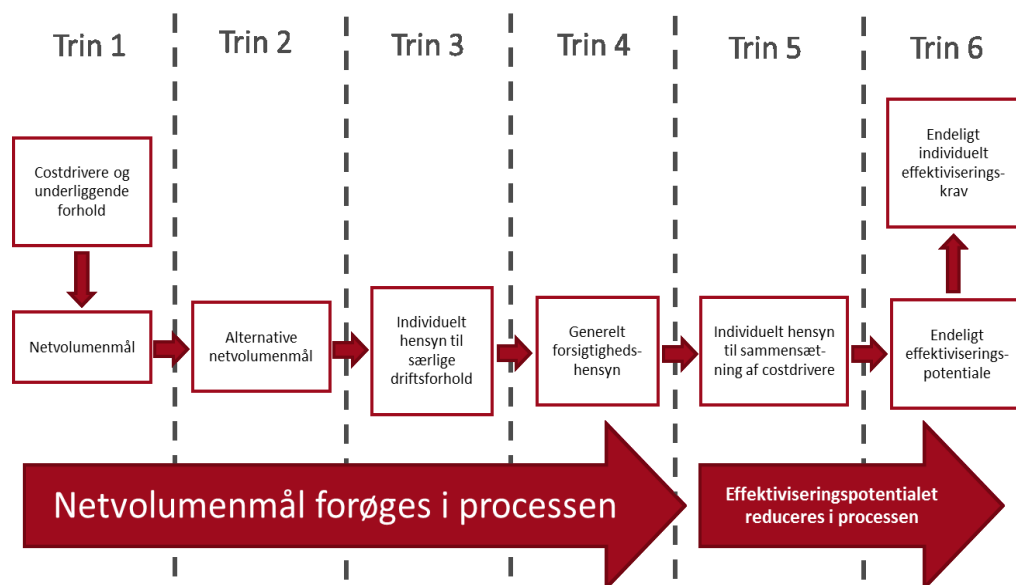 Trin 1
Trin 2
Trin 3
Trin 4
Trin 5
Trin 6
Costdrivere og
underliggende
forhold
Netvolumenmål
Alternative
netvolumenmål
Individuelt
hensyn til
særlige
driftsforhold
Generelt
forsigtigheds-
hensyn
Individuelt hensyn
til sammensæt-
ning af costdrivere
Endeligt
individuelt
effektiviserings-
krav
Endeligt
effektiviserings-
potentiale
Netvolumenmål forøges i processen
Effektiviseringspotentialet
reduceres i processen